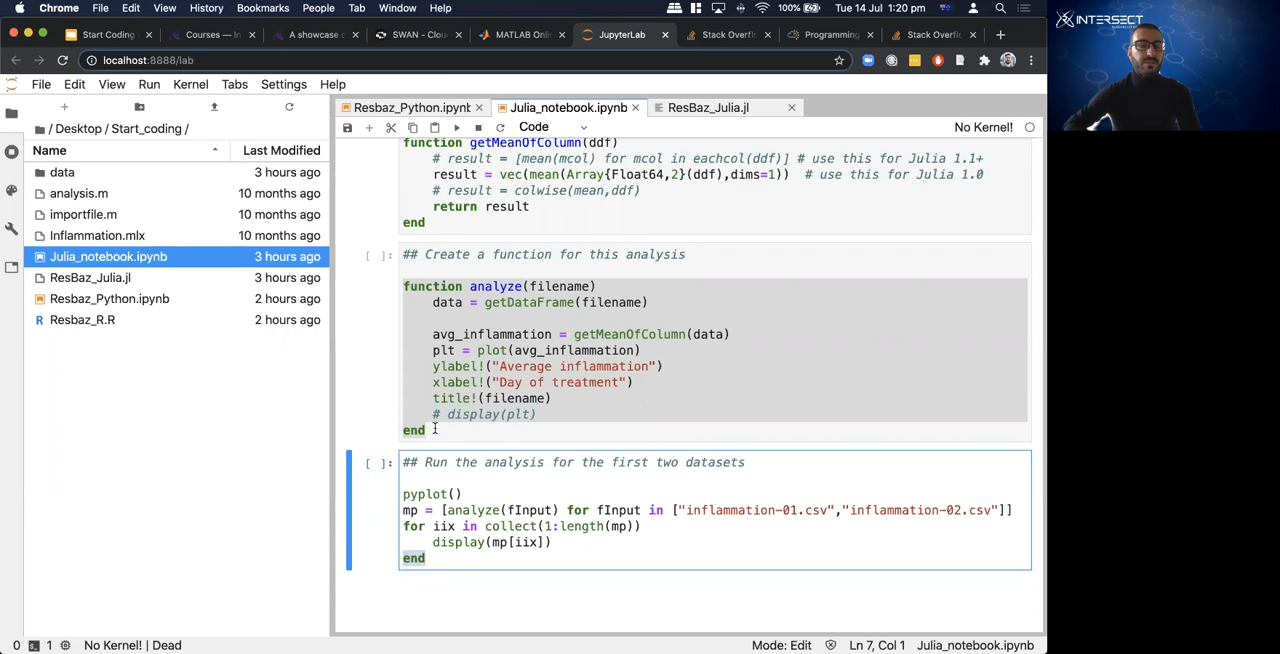 Chrome File Edit View History Bookmarks People Tab Window Help 100% Tue 14 Jul 1:20 pm
Start Coding Courses — In A showcase c SWAN - Clou MATLAB Onlin JupyterLab Stack Overfl Programming Stack Overfl
localhost:8888/lab
INTERSECT
File Edit View Run Kernel Tabs Settings Help
Resbaz_Python.ipynb Julia_notebook.ipynb ResBaz_Julia.jl
/ Desktop / Start_coding /
Code No Kernel!
Name Last Modified
data 3 hours ago
analysis.m 10 months ago
importfile.m 10 months ago
Inflammation.mlx 10 months ago
Julia_notebook.ipynb 3 hours ago
ResBaz_Julia.jl 3 hours ago
Resbaz_Python.ipynb 2 hours ago
Resbaz_R.R 2 hours ago
function getMeanOfColumn(ddf)
# result = [mean(mcol) for mcol in eachcol(ddf)] # use this for Julia 1.1+
result = vec(mean(Array{Float64,2}(ddf),dims=1)) # use this for Julia 1.0
# result = colwise(mean,ddf)
return result
end
[ ]: ## Create a function for this analysis
function analyze(filename)
data = getDataFrame(filename)
avg_inflammation = getMeanOfColumn(data)
plt = plot(avg_inflammation)
ylabel!("Average inflammation")
xlabel!("Day of treatment")
title!(filename)
# display(plt)
end
[ ]: ## Run the analysis for the first two datasets
pyplot()
mp = [analyze(fInput) for fInput in ["inflammation-01.csv","inflammation-02.csv"]]
for iix in collect(1:length(mp))
display(mp[iix])
end
0 1 No Kernel! | Dead Mode: Edit Ln 7, Col 1 Julia_notebook.ipynb